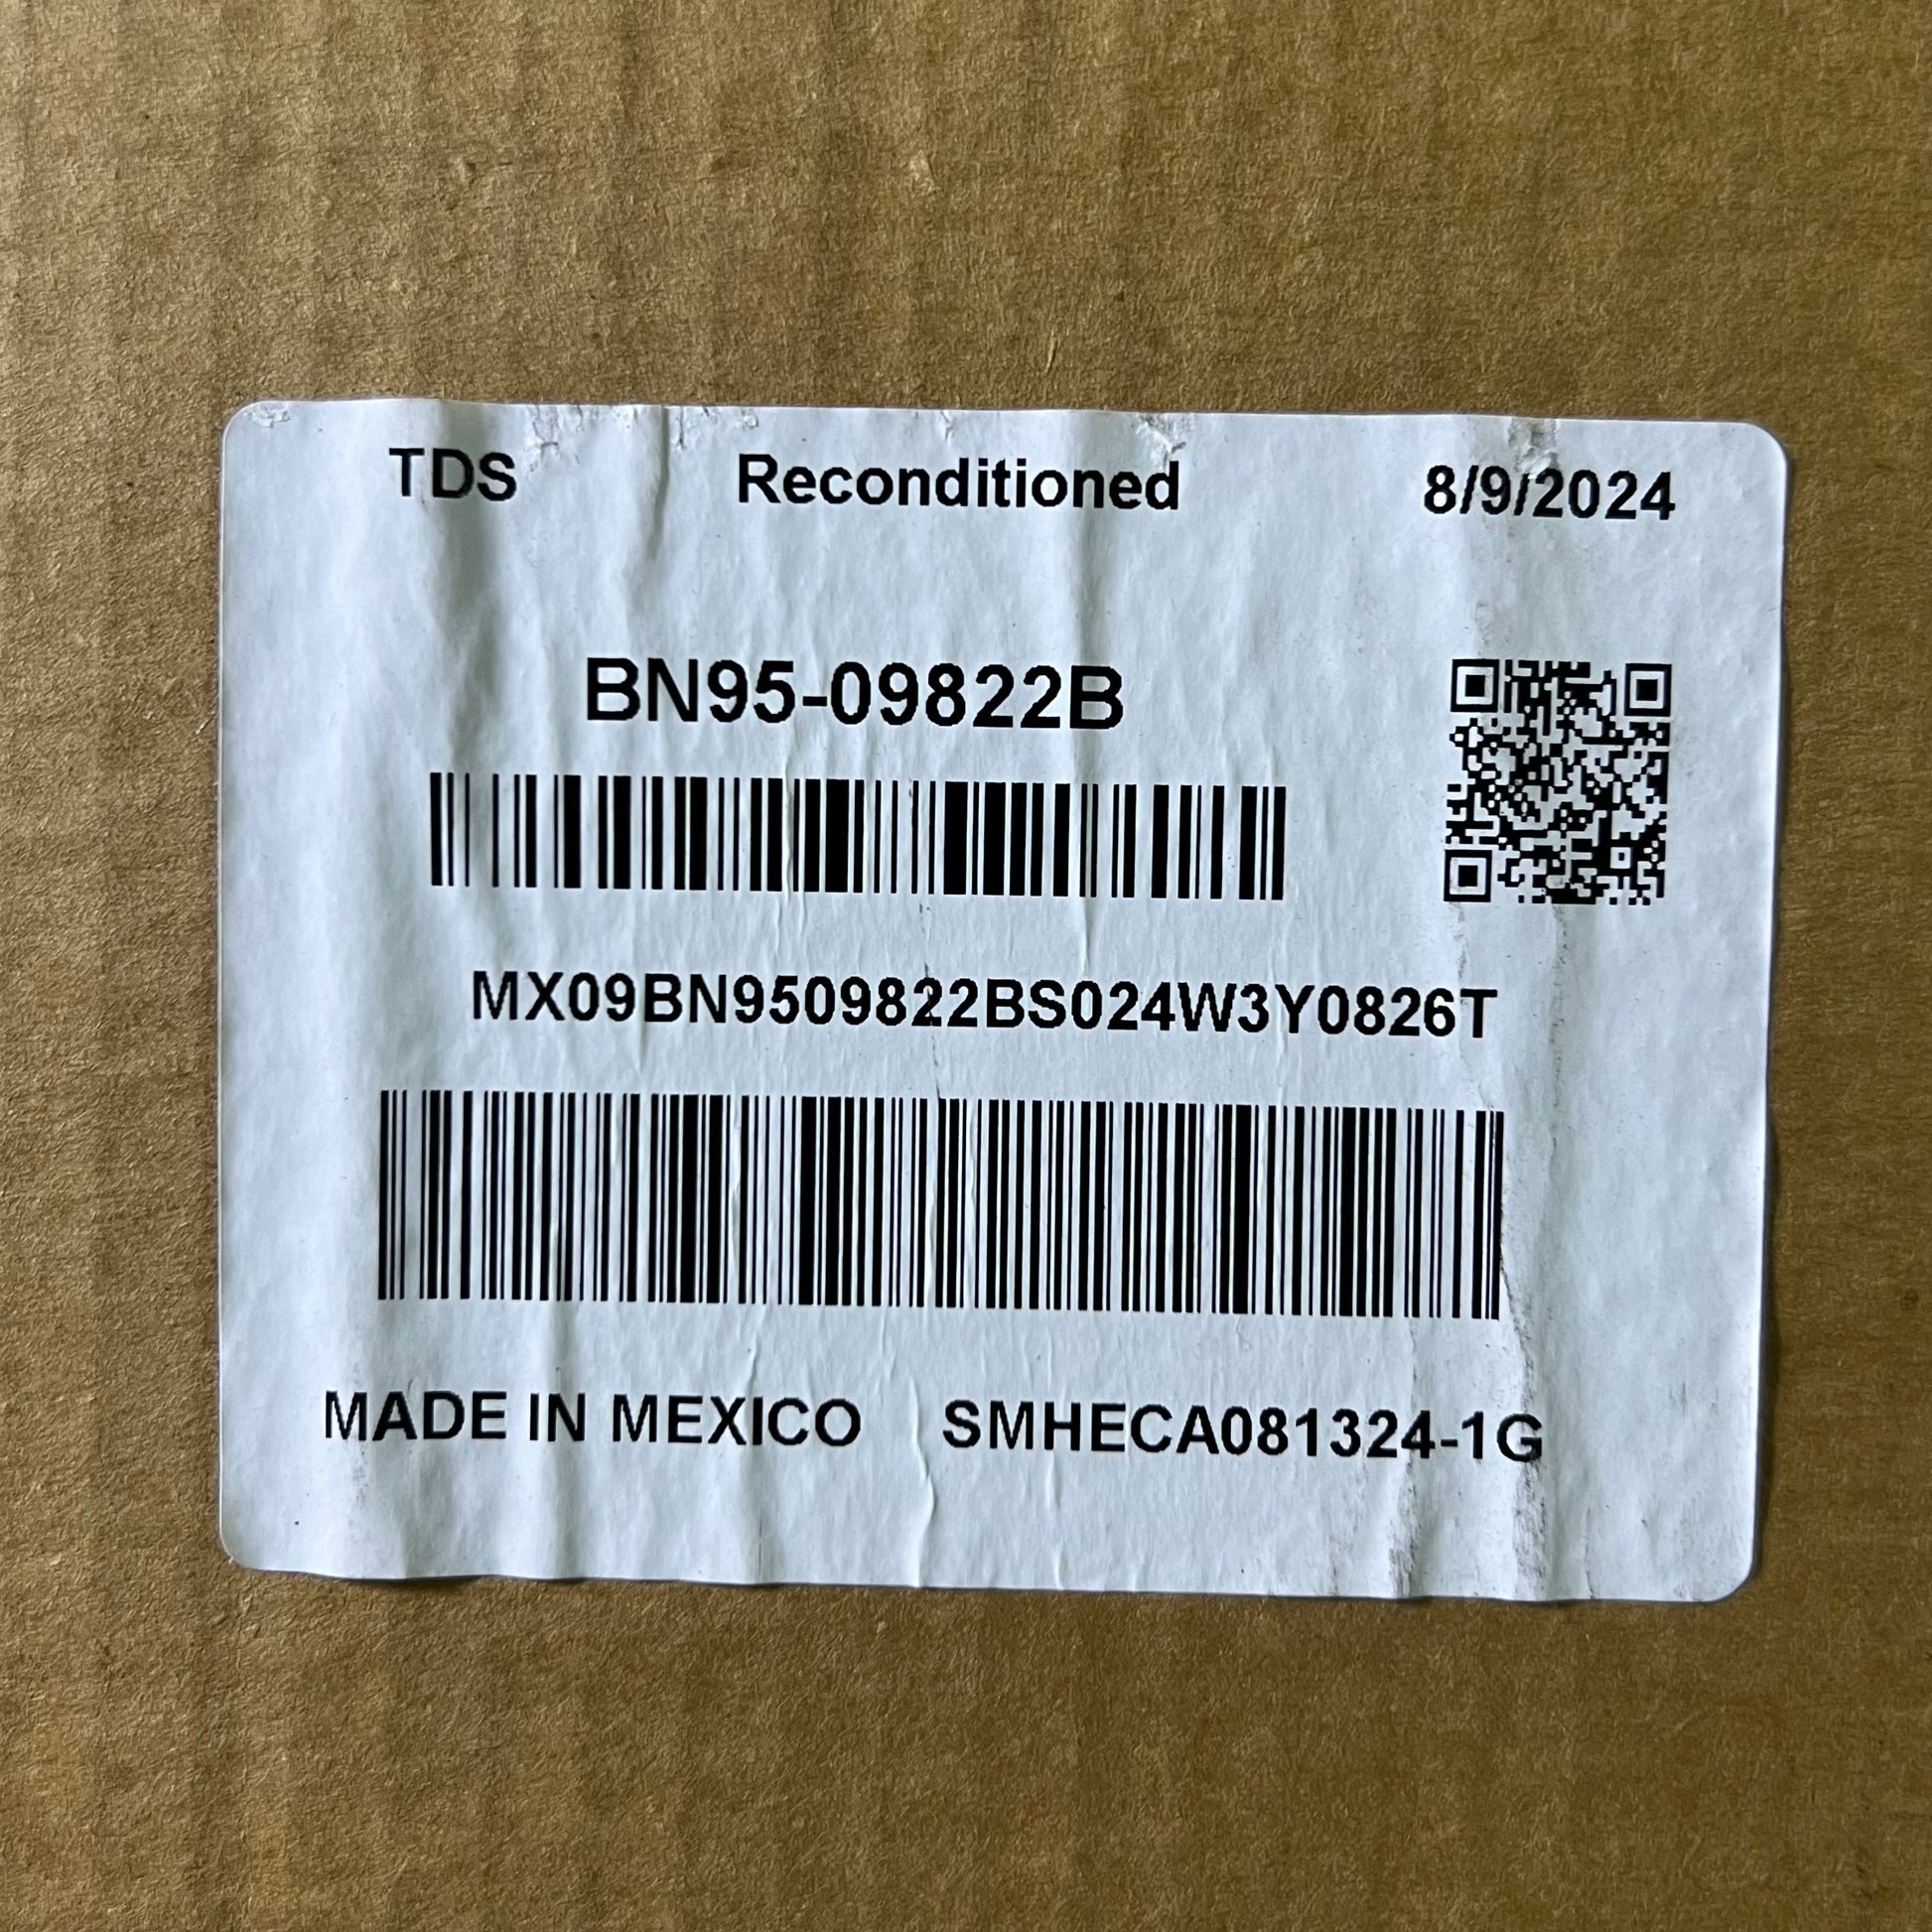 TDS Reconditioned 8/9/2024
BN95-09822B
MX09BN9509822BS024W3Y0826T
MADE IN MEXICO SMHECA081324-1G